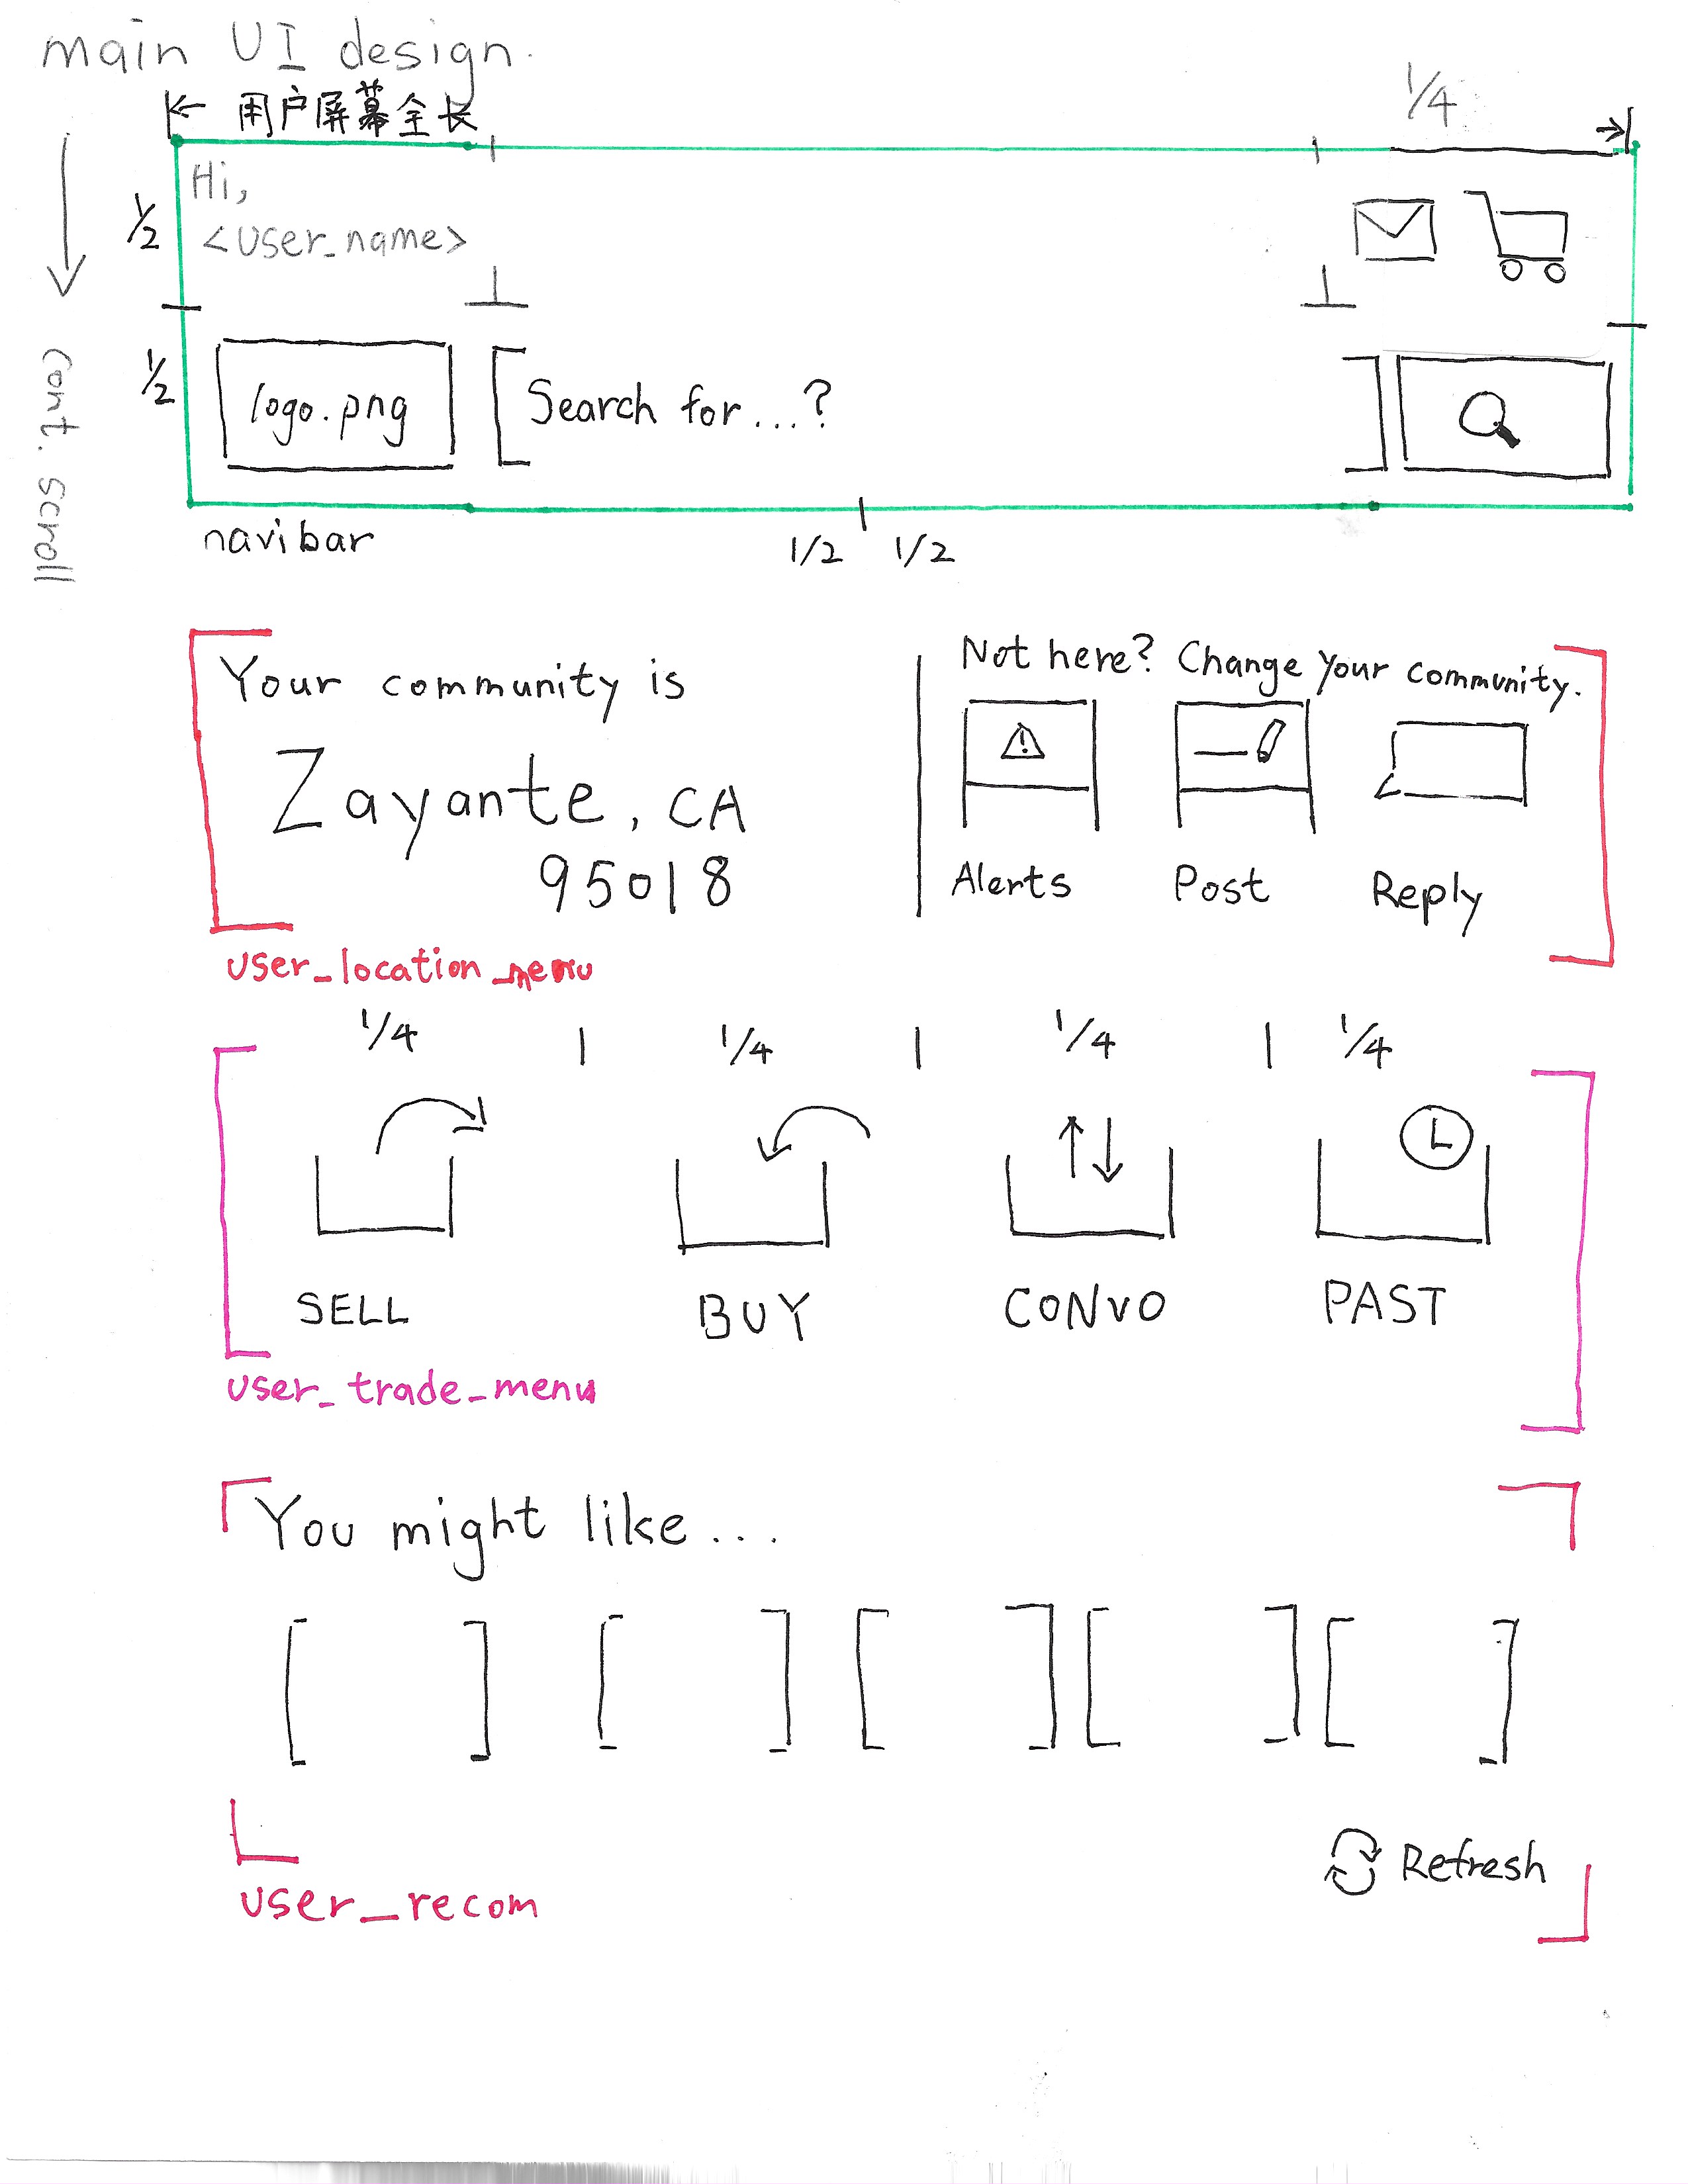 main UI design.
用户屏幕全长
1/4
Hi,
<user_name>
1/2
1/2
cont. scroll
logo.png
Search for...?
navibar
1/2 1/2
Your community is
Zayante, CA
95018
Not here? Change your community.
Alerts Post Reply
user_location_menu
1/4 | 1/4 | 1/4 | 1/4
SELL BUY CONVO PAST
user_trade_menu
You might like...
Refresh
user_recom